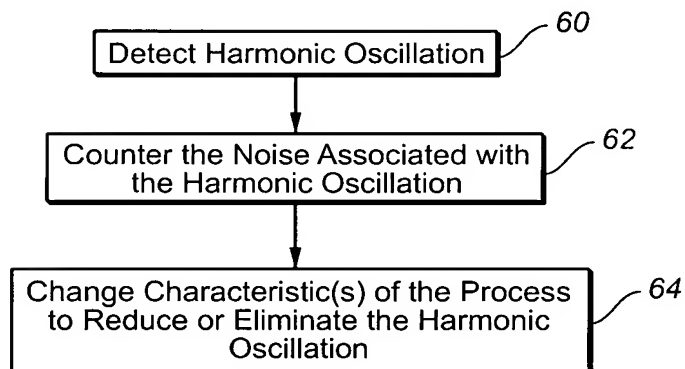 60
Detect Harmonic Oscillation
62
Counter the Noise Associated with
the Harmonic Oscillation
64
Change Characteristic(s) of the Process
to Reduce or Eliminate the Harmonic
Oscillation